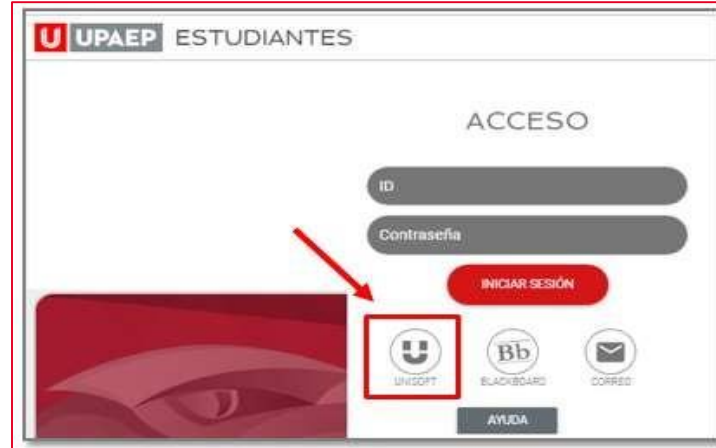 U UPAEP ESTUDIANTES
ACCESO
ID
Contraseña
INICIAR SESIÓN
U Bb
UNISOFT BLACKBOARD CORREO
AYUDA